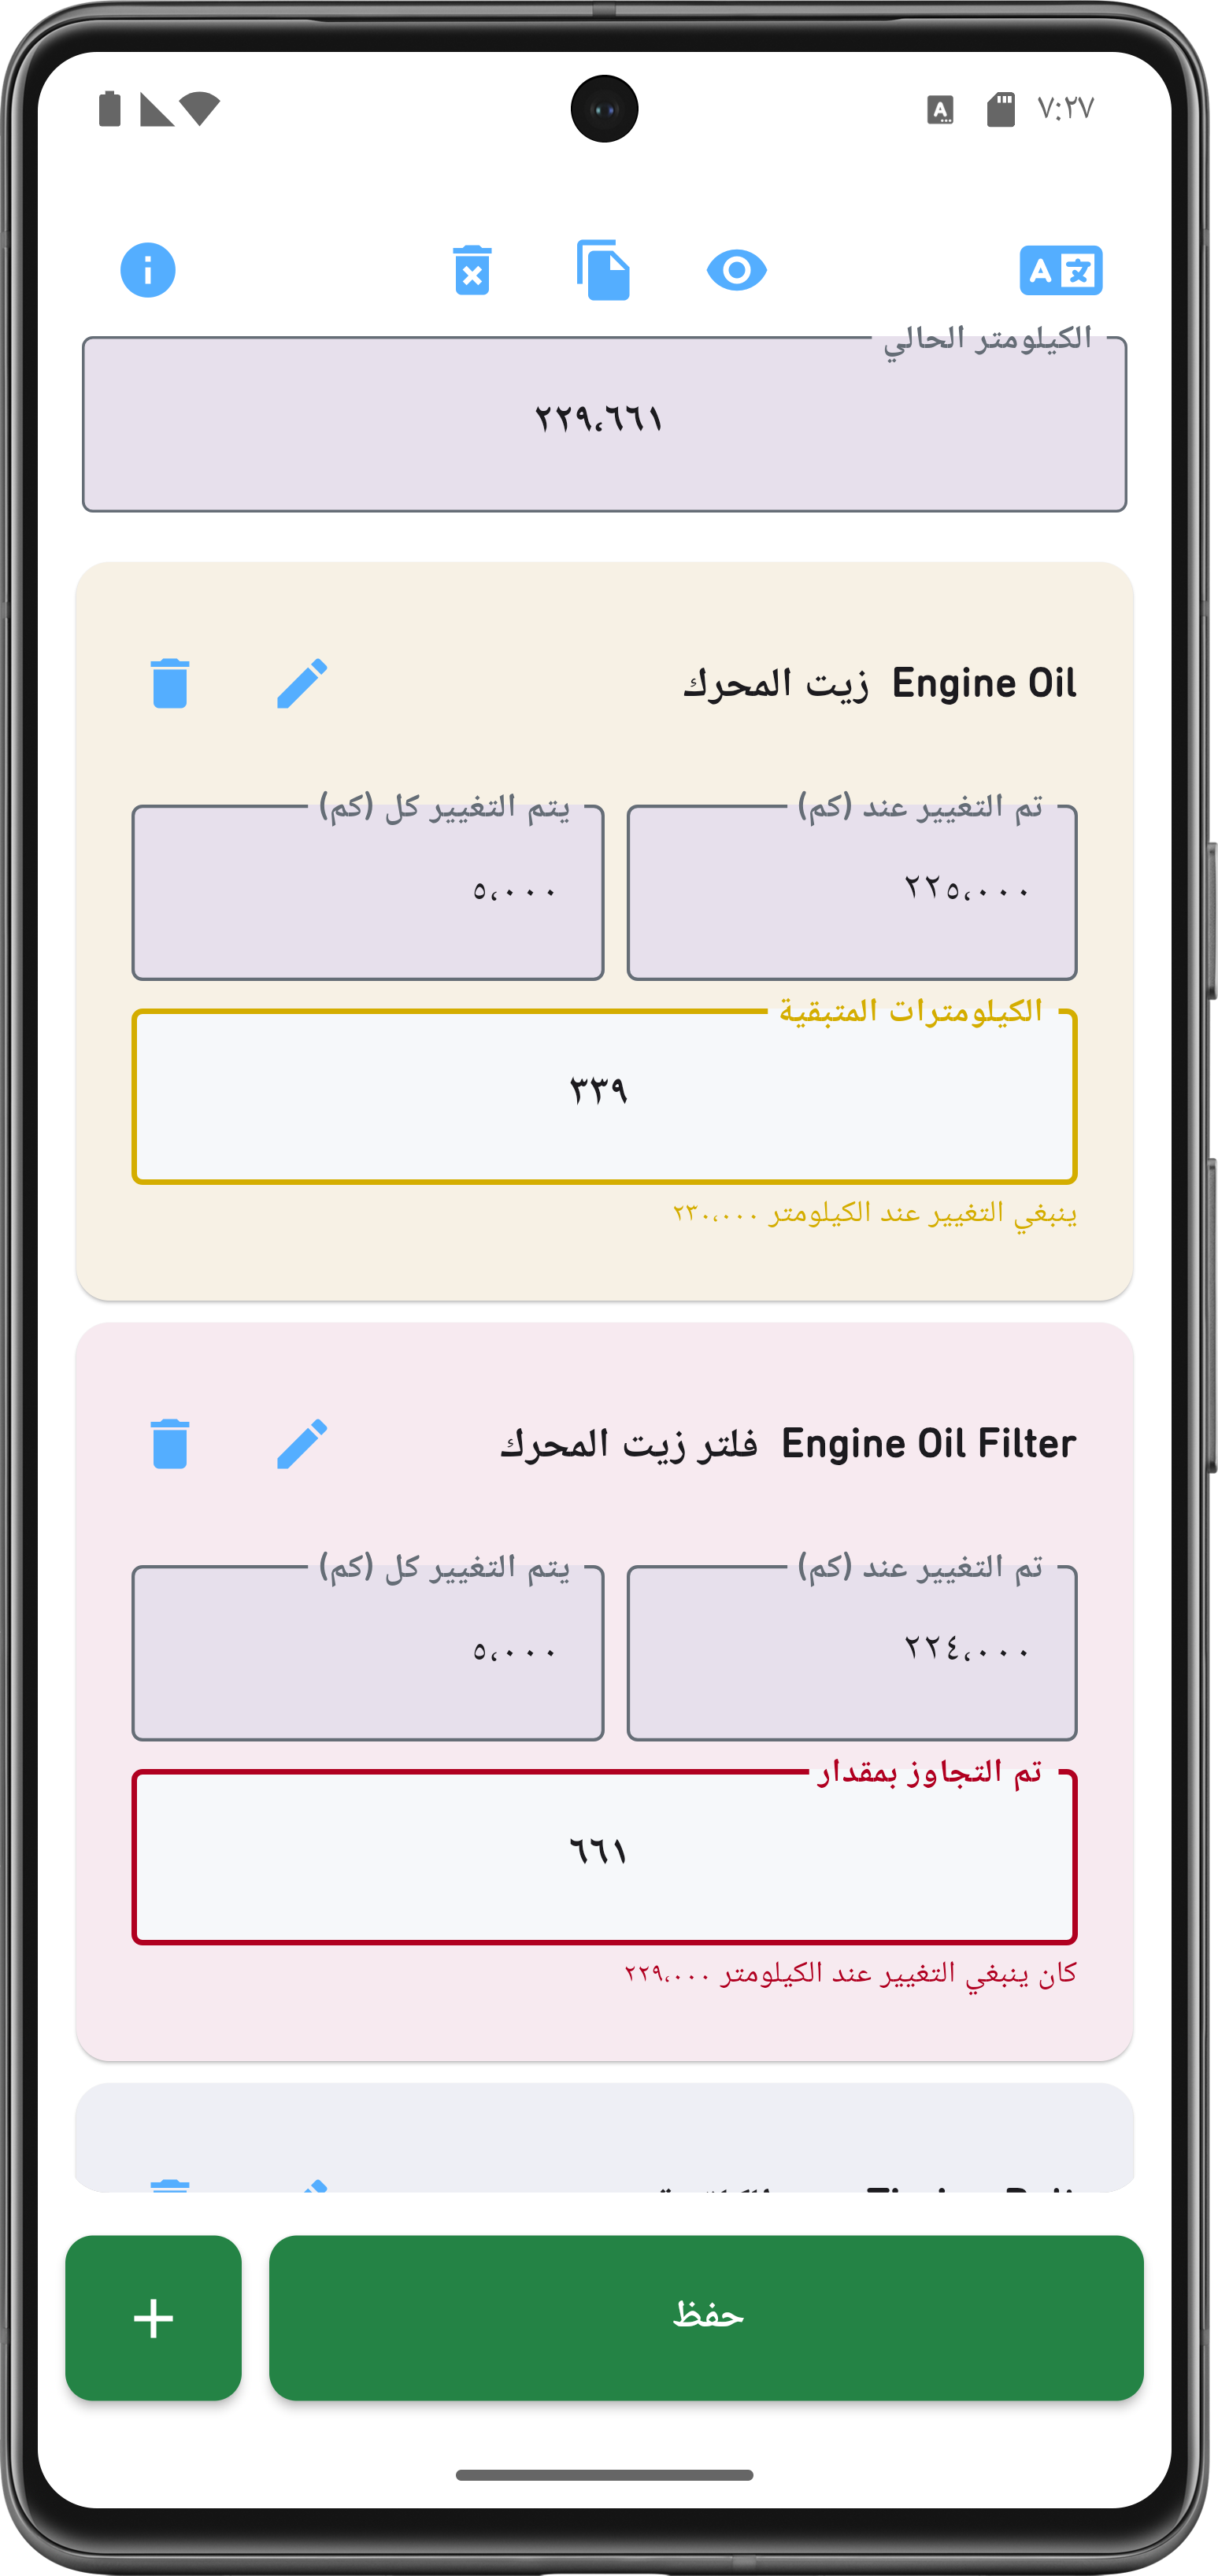 ٧:٢٧
A
A 文
الكيلومتر الحالي
٢٢٩،٦٦١
Engine Oil زيت المحرك
تم التغيير عند (كم)
يتم التغيير كل (كم)
٢٢٥،٠٠٠
٥،٠٠٠
الكيلومترات المتبقية
٣٣٩
ينبغي التغيير عند الكيلومتر ٢٣٠،٠٠٠
Engine Oil Filter فلتر زيت المحرك
تم التغيير عند (كم)
يتم التغيير كل (كم)
٢٢٤،٠٠٠
٥،٠٠٠
تم التجاوز بمقدار
٦٦١
كان ينبغي التغيير عند الكيلومتر ٢٢٩،٠٠٠
حفظ